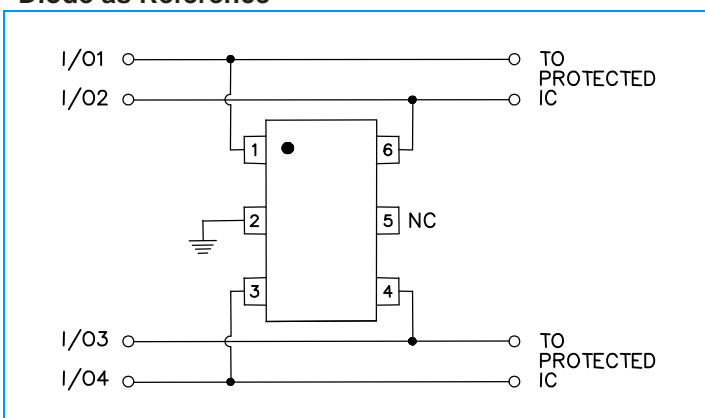 Diode as Reference
I/O1
TO
PROTECTED
I/O2
IC
1
6
2
5 NC
3
4
I/O3
TO
PROTECTED
I/O4
IC